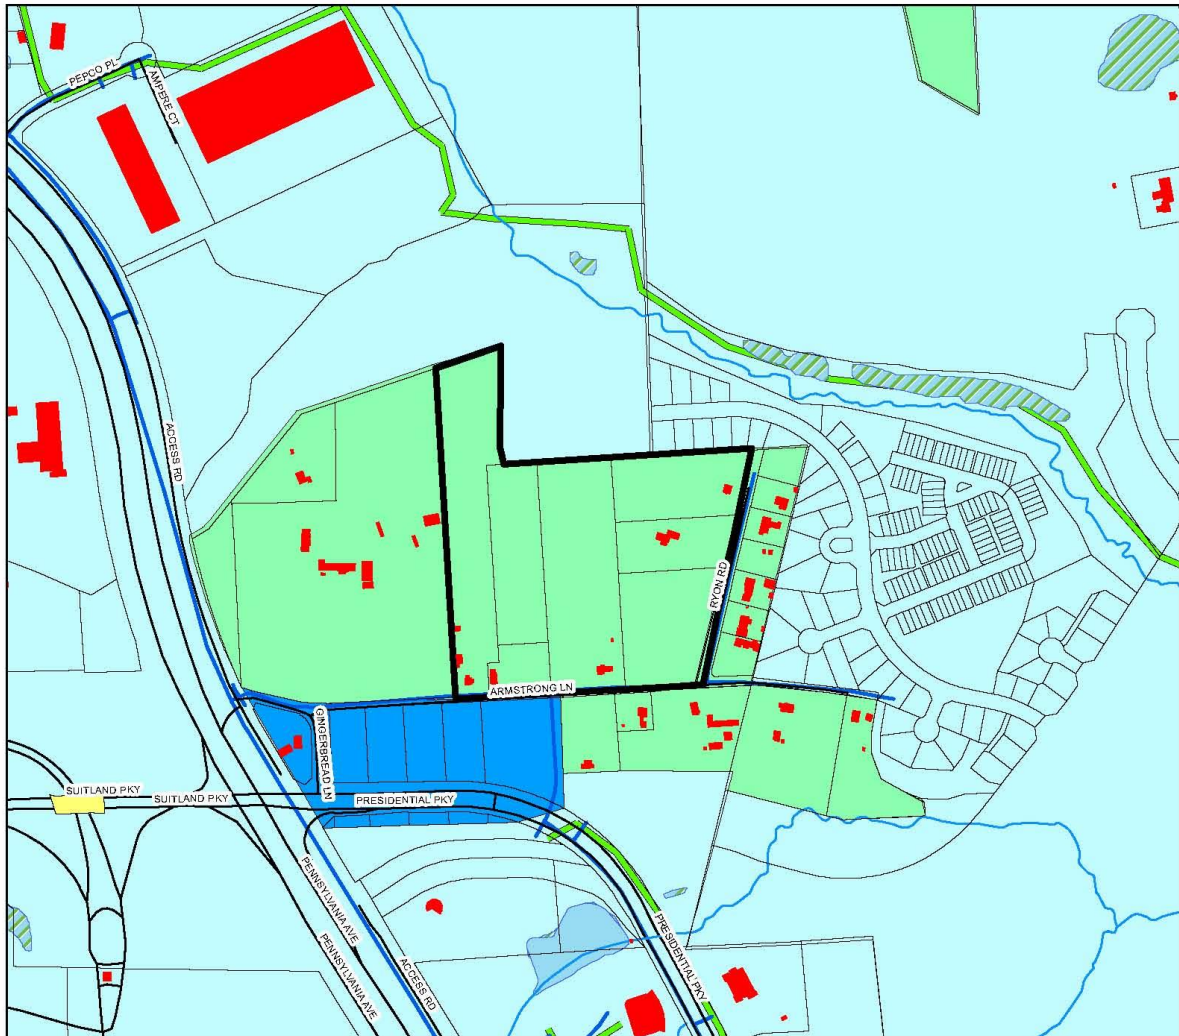 PEPCO PL
AMPERE CT
ACCESS RD
RYON RD
ARMSTRONG LN
GINGERBREAD LN
SUITLAND PKY
SUITLAND PKY
PRESIDENTIAL PKY
PENNSYLVANIA AVE
PENNSYLVANIA AVE
ACCESS RD
PRESIDENTIAL PKY